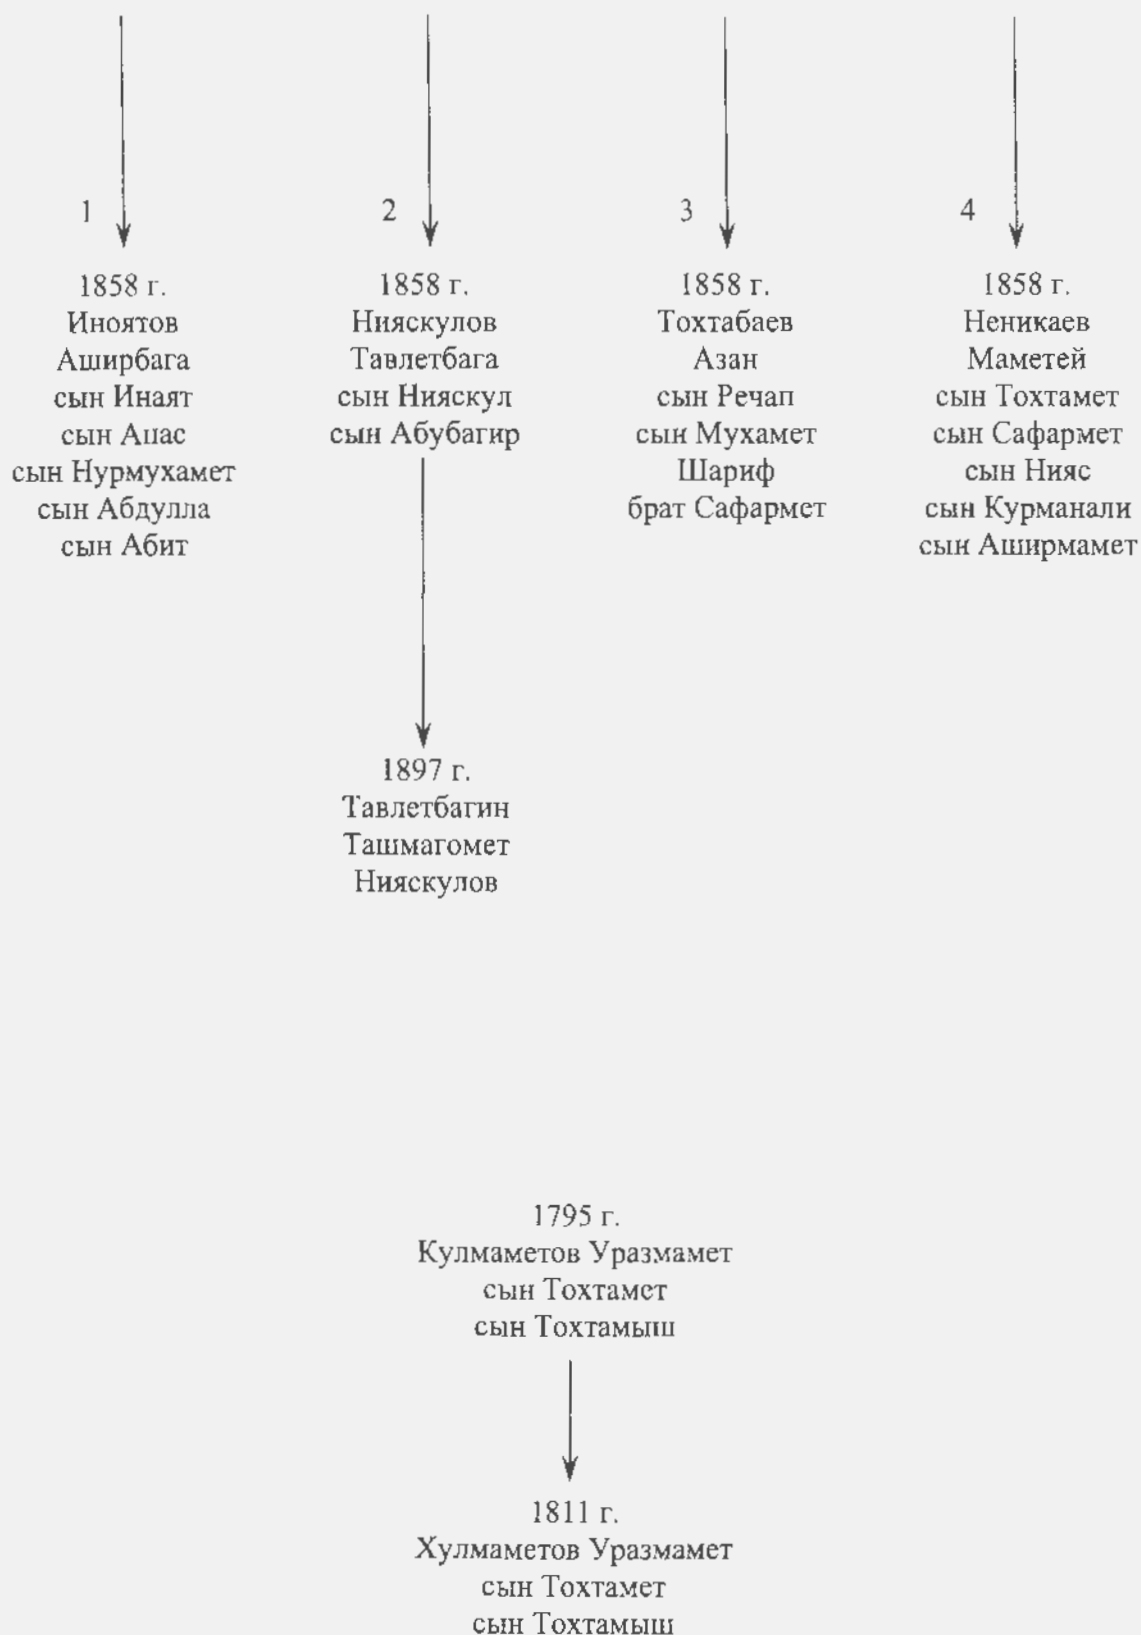 1
1858 г.
Иноятов
Аширбага
сын Инаят
сын Апас
сын Нурмухамет
сын Абдулла
сын Абит
2
1858 г.
Нияскулов
Тавлетбага
сын Нияскул
сын Абубагир
1897 г.
Тавлетбагин
Ташмагомет
Нияскулов
3
1858 г.
Тохтабаев
Азан
сын Речап
сын Мухамет
Шариф
брат Сафармет
4
1858 г.
Неникаев
Маметей
сын Тохтамет
сын Сафармет
сын Нияс
сын Курманали
сын Аширмамет
1795 г.
Кулмаметов Уразмамет
сын Тохтамет
сын Тохтамыш
1811 г.
Хулмаметов Уразмамет
сын Тохтамет
сын Тохтамыш